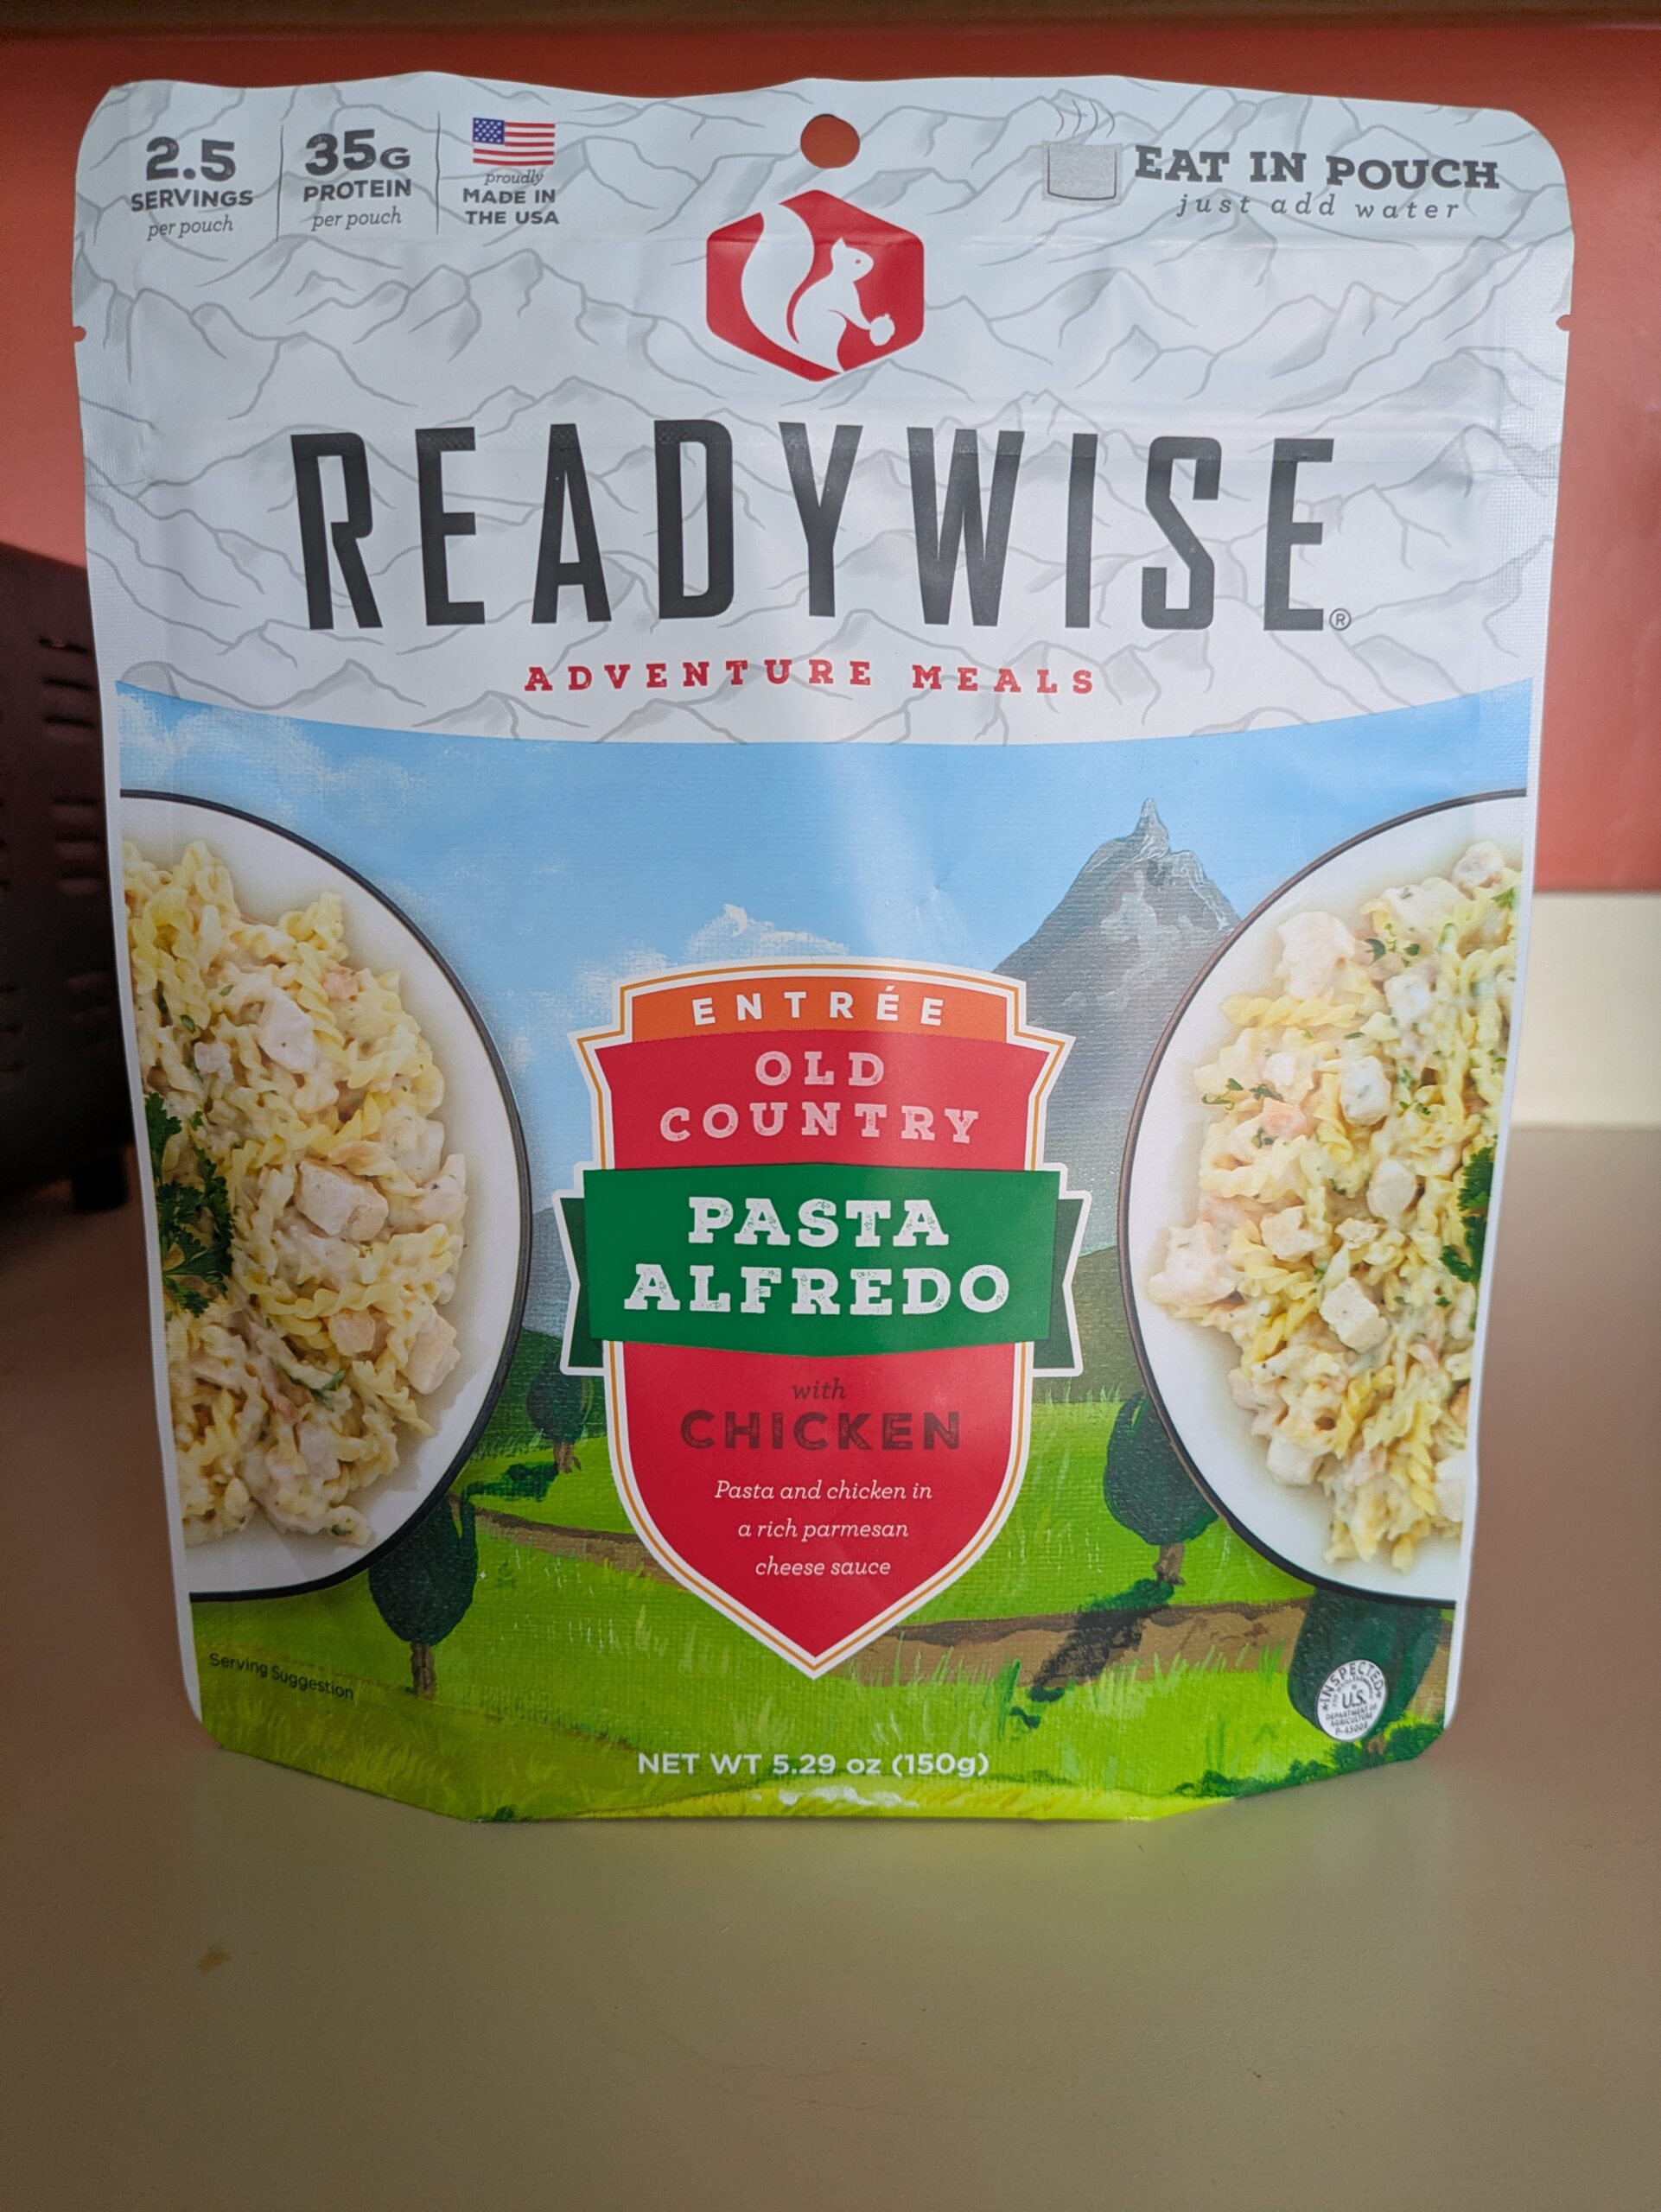 2.5
SERVINGS
per pouch
35G
PROTEIN
per pouch
proudly
MADE IN
THE USA
EAT IN POUCH
just add water
READYWISE®
ADVENTURE MEALS
ENTRÉE
OLD
COUNTRY
PASTA
ALFREDO
with
CHICKEN
Pasta and chicken in
a rich parmesan
cheese sauce
Serving Suggestion
INSPECTED
U.S.
DEPARTMENT OF
AGRICULTURE
P-45009
NET WT 5.29 oz (150g)